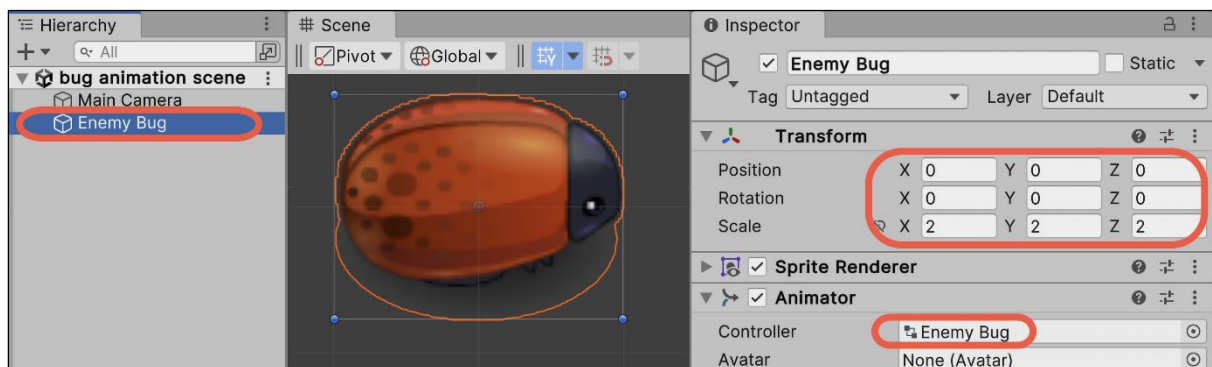 Hierarchy
All
bug animation scene
Main Camera
Enemy Bug
Scene
Pivot
Global
Inspector
Enemy Bug
Static
Tag Untagged Layer Default
Transform
Position X 0 Y 0 Z 0
Rotation X 0 Y 0 Z 0
Scale X 2 Y 2 Z 2
Sprite Renderer
Animator
Controller Enemy Bug
Avatar None (Avatar)